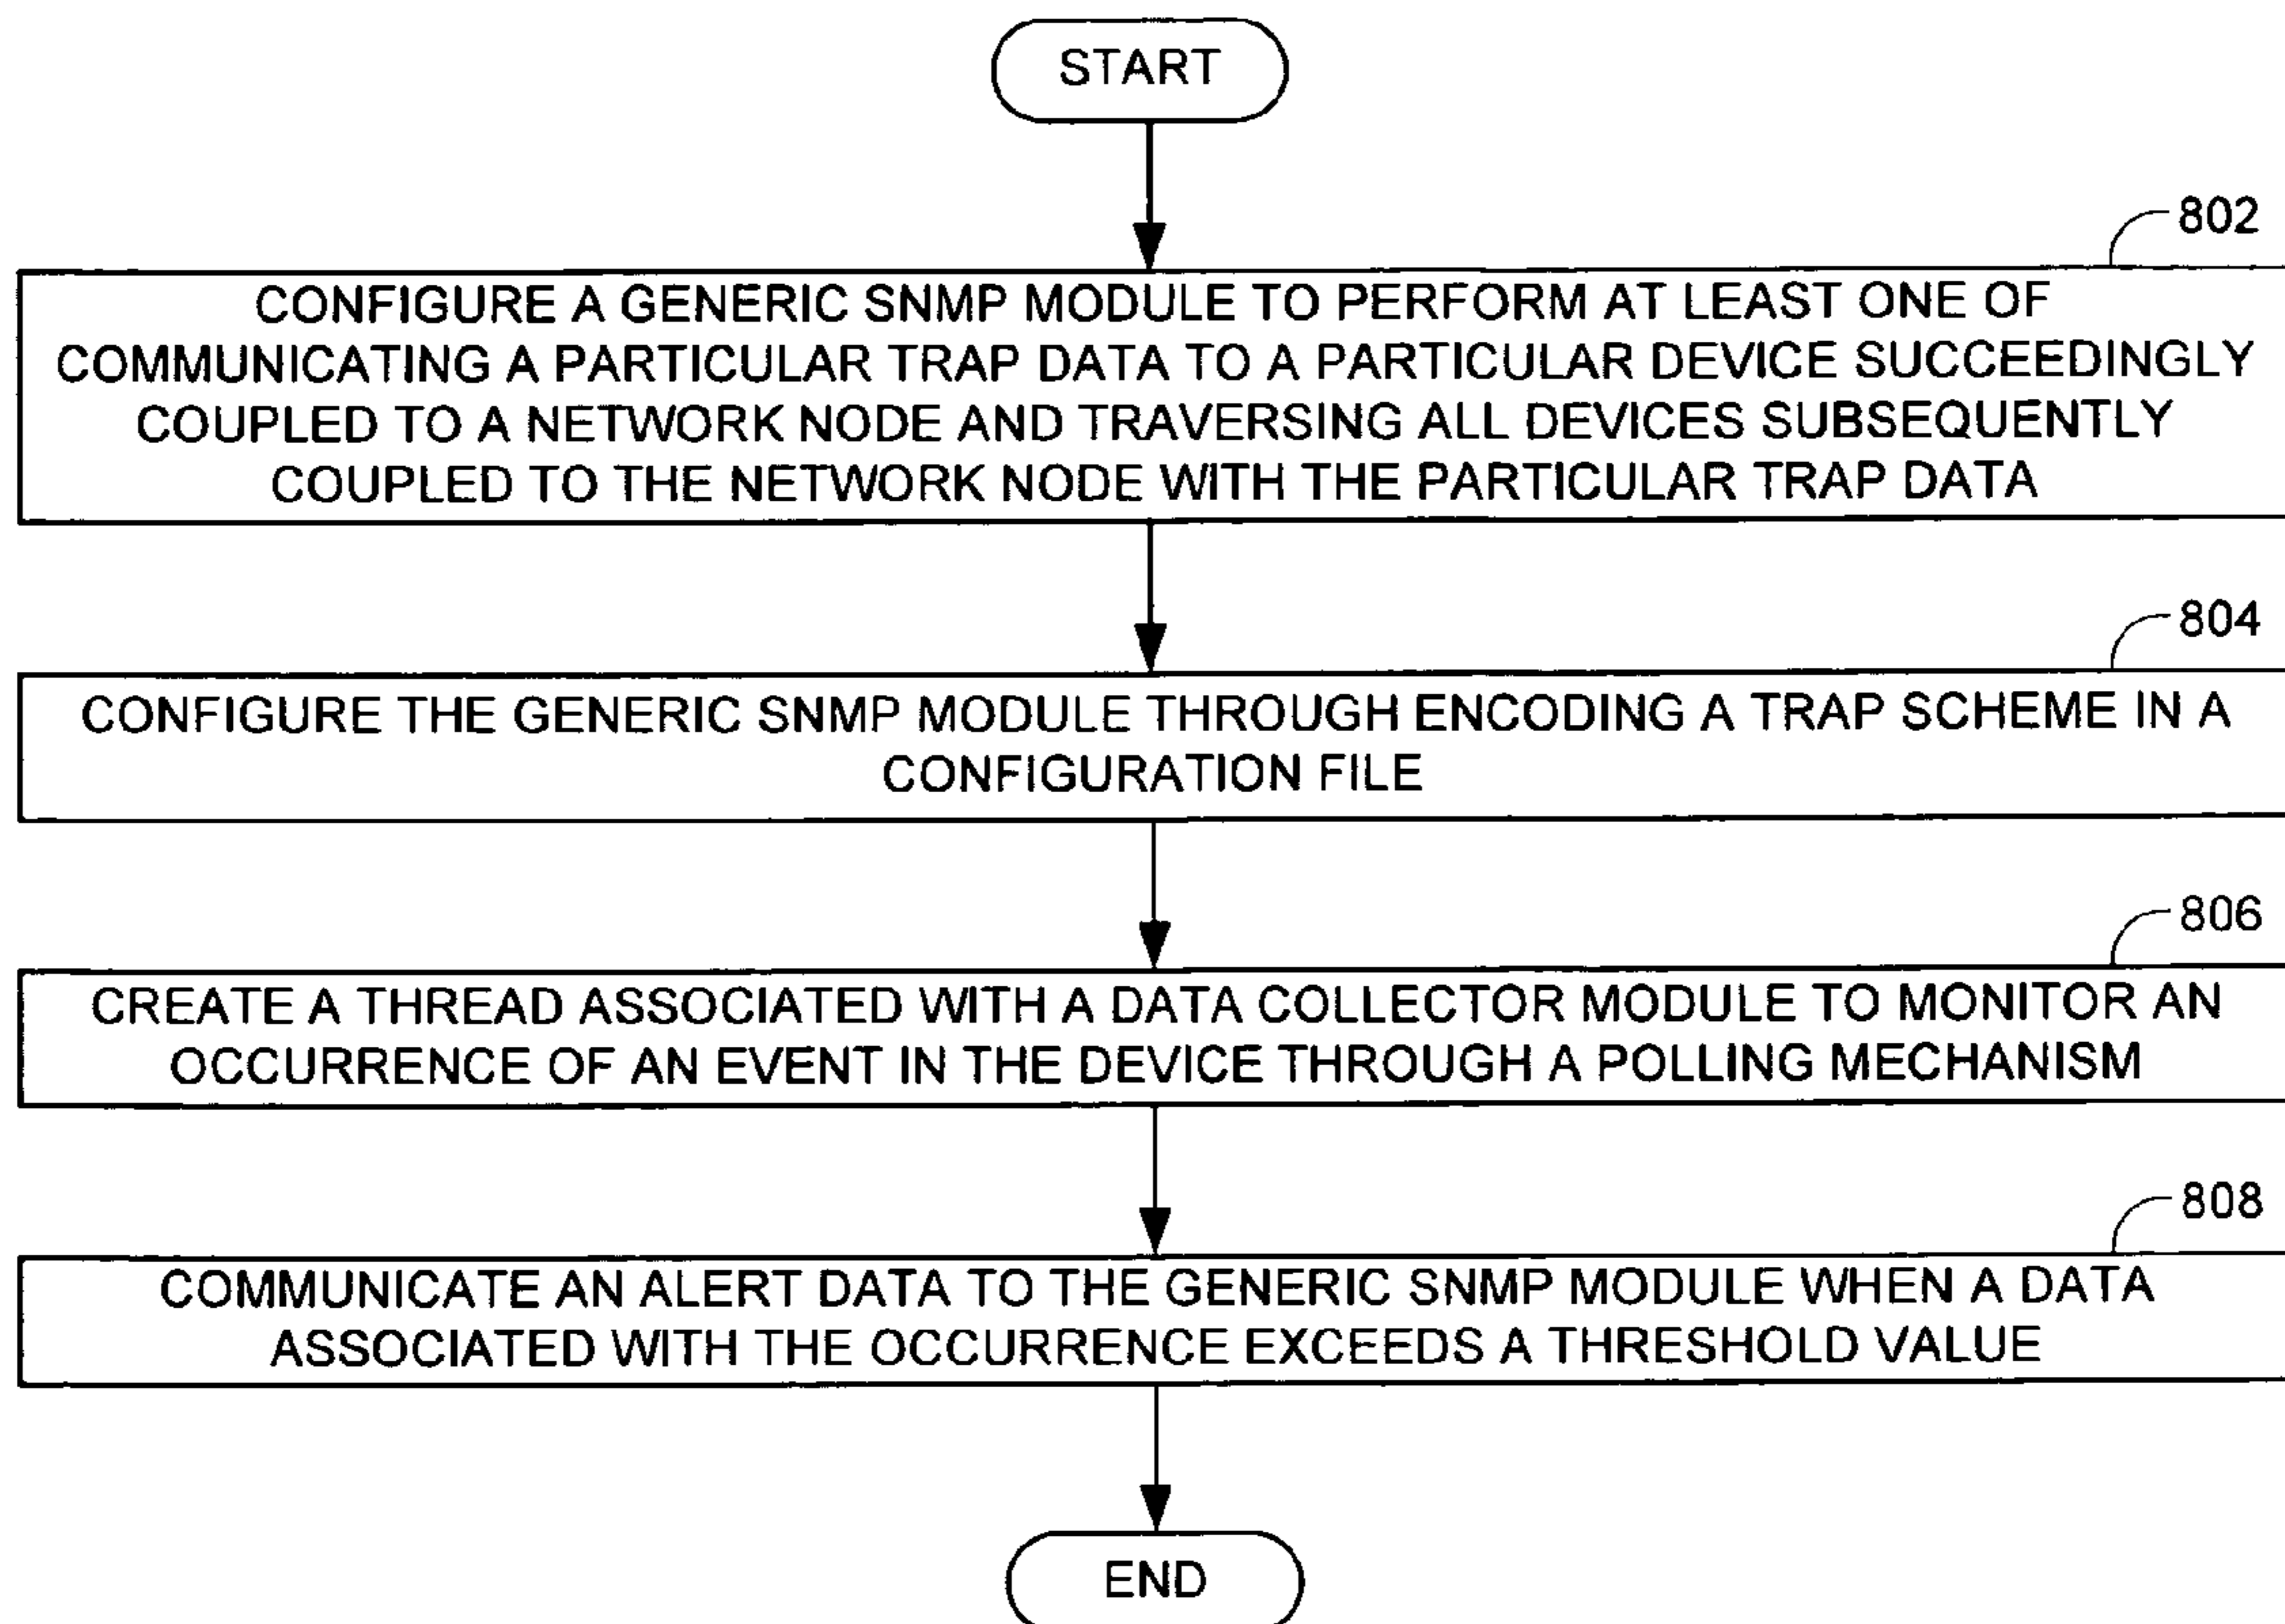 START
802
CONFIGURE A GENERIC SNMP MODULE TO PERFORM AT LEAST ONE OF
COMMUNICATING A PARTICULAR TRAP DATA TO A PARTICULAR DEVICE SUCCEEDINGLY
COUPLED TO A NETWORK NODE AND TRAVERSING ALL DEVICES SUBSEQUENTLY
COUPLED TO THE NETWORK NODE WITH THE PARTICULAR TRAP DATA
804
CONFIGURE THE GENERIC SNMP MODULE THROUGH ENCODING A TRAP SCHEME IN A
CONFIGURATION FILE
806
CREATE A THREAD ASSOCIATED WITH A DATA COLLECTOR MODULE TO MONITOR AN
OCCURRENCE OF AN EVENT IN THE DEVICE THROUGH A POLLING MECHANISM
808
COMMUNICATE AN ALERT DATA TO THE GENERIC SNMP MODULE WHEN A DATA
ASSOCIATED WITH THE OCCURRENCE EXCEEDS A THRESHOLD VALUE
END